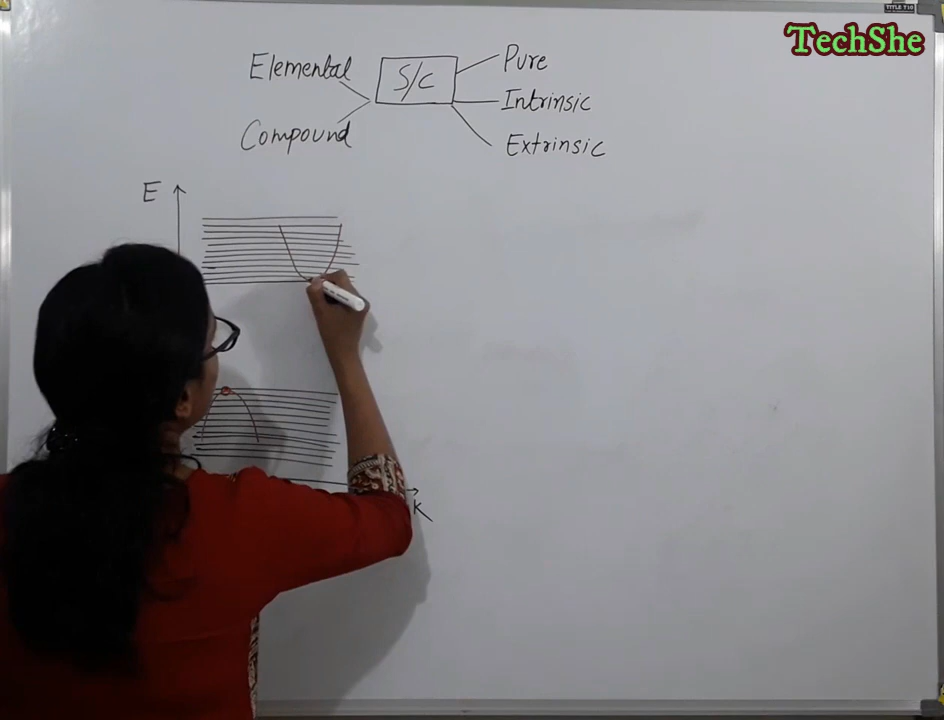 TechShe
Elemental S/C Pure
Intrinsic
Compound Extrinsic
E
K